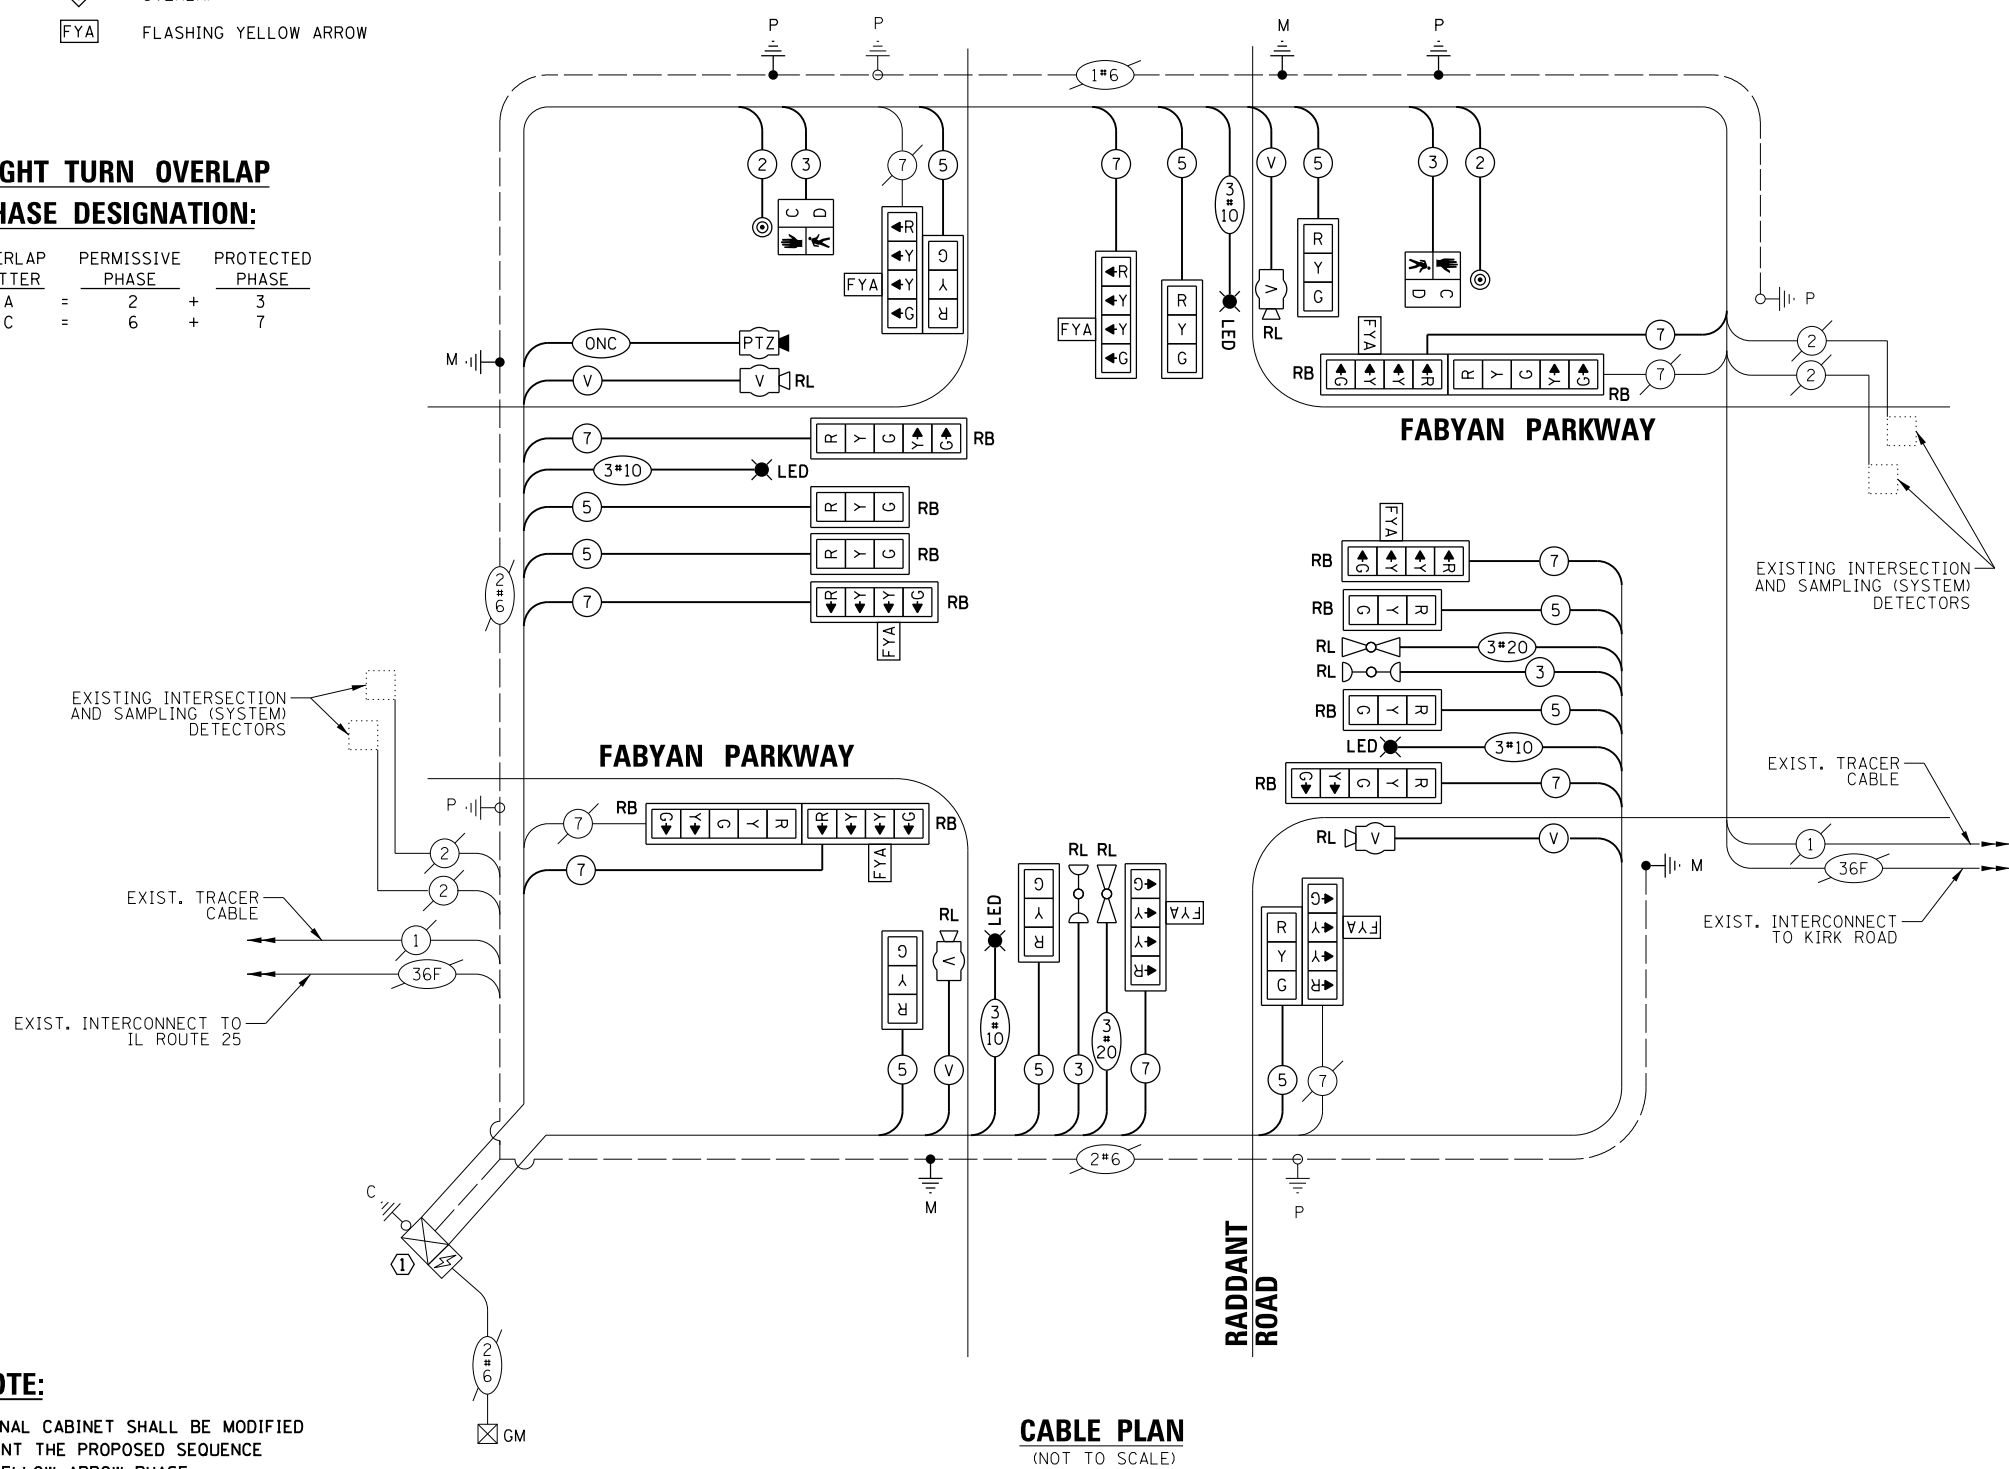 FYA FLASHING YELLOW ARROW
TURN OVERLAP
DESIGNATION:
PERMISSIVE PROTECTED
PHASE PHASE
A = 2 + 3
C = 6 + 7
P
P
M
P
1#6
2
3
7
5
7
5
3#10
V
5
3
2
C D
R
Y
Y
G
FYA
G
Y
R
R
Y
Y
G
FYA
R
Y
G
LED
V
RL
R
Y
G
D C
P
M
ONC PTZ
V V RL
FYA
7
RB G Y Y R R Y G Y G RB
7
2
2
FABYAN PARKWAY
7 R Y G Y G RB
3#10 LED
5 R Y G RB
5 R Y G RB
7 R Y Y G RB
FYA
2#6
EXISTING INTERSECTION
AND SAMPLING (SYSTEM)
DETECTORS
FYA
RB G Y Y R 7
RB G Y R 5
RL 3#20
RL 3
RB G Y R 5
LED 3#10
RB G Y G Y R 7
RL V V
EXISTING INTERSECTION
AND SAMPLING (SYSTEM)
DETECTORS
FABYAN PARKWAY
P
7 RB G Y G Y R R Y Y G RB
7 FYA
2
2
EXIST. TRACER
CABLE
1
36F
EXIST. INTERCONNECT TO
IL ROUTE 25
EXIST. TRACER
CABLE
1
36F
EXIST. INTERCONNECT
TO KIRK ROAD
M
G
Y
R
RL
V
LED
G
Y
R
RL RL
G
Y
Y
R
FYA
R
Y
G
G
Y
Y
R
FYA
5
V
3#10
5
3
3#20
7
5
7
2#6
M
P
C
1
2#6
GM
RADDANT
ROAD
CABINET SHALL BE MODIFIED
THE PROPOSED SEQUENCE
CABLE PLAN
(NOT TO SCALE)